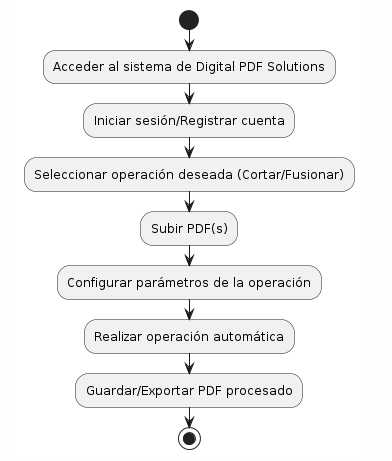 Acceder al sistema de Digital PDF Solutions
Iniciar sesión/Registrar cuenta
Seleccionar operación deseada (Cortar/Fusionar)
Subir PDF(s)
Configurar parámetros de la operación
Realizar operación automática
Guardar/Exportar PDF procesado